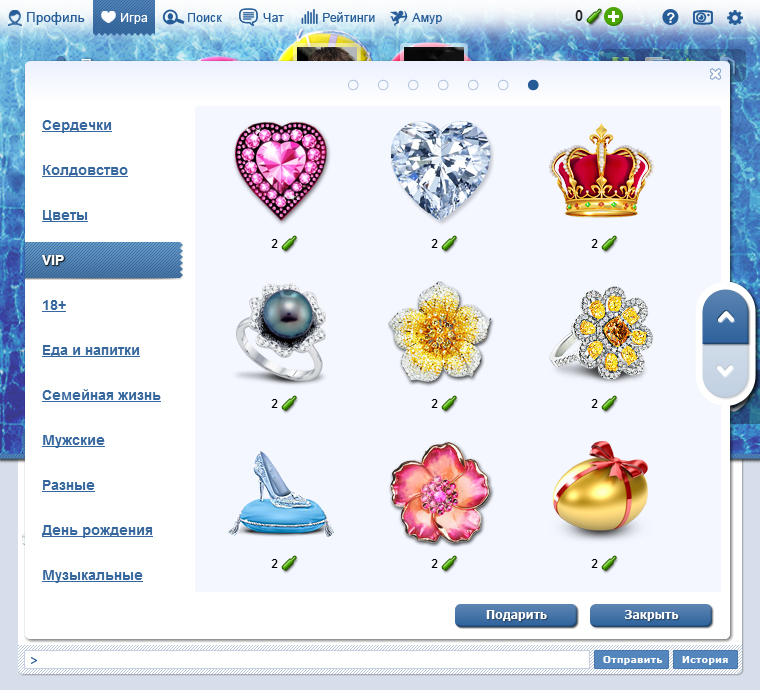 Профиль Игра Поиск Чат Рейтинги Амур 0 ?
Сердечки
Колдовство
Цветы
VIP
18+
Еда и напитки
Семейная жизнь
Мужские
Разные
День рождения
Музыкальные
2 2 2
2 2 2
2 2 2
Подарить Закрыть
> Отправить История